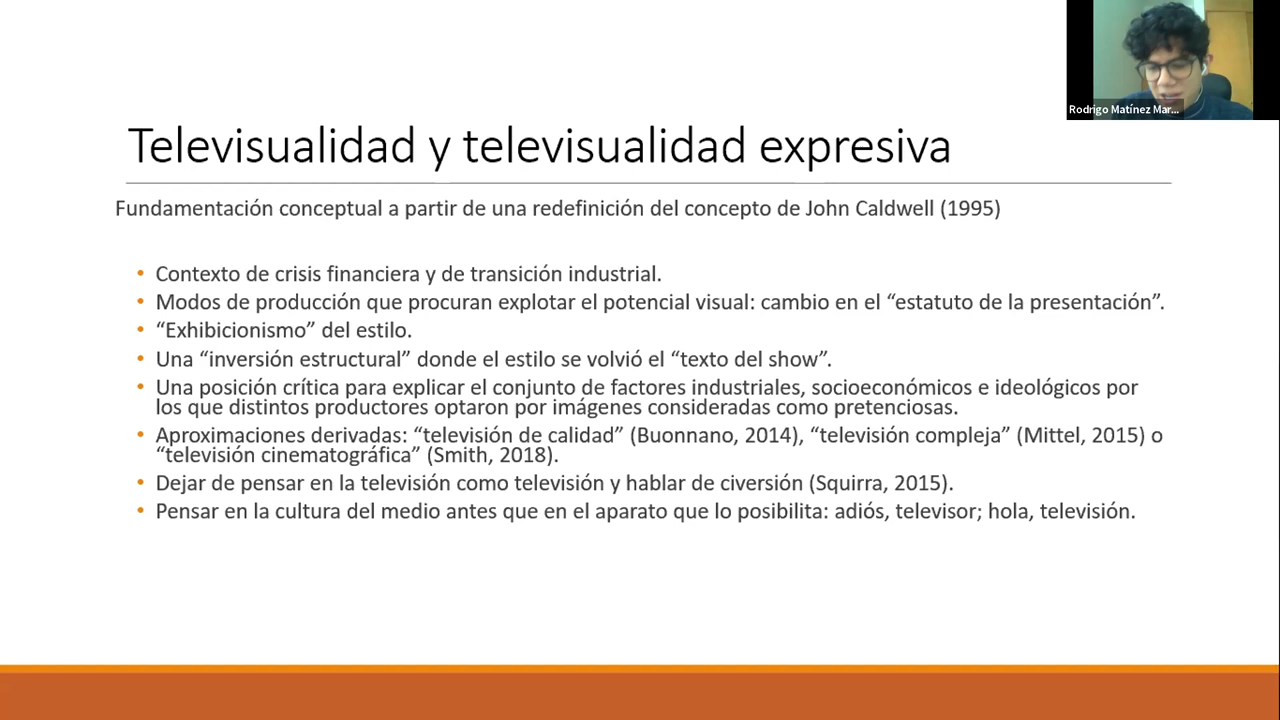 Rodrigo Matínez Mar...
Televisualidad y televisualidad expresiva
Fundamentación conceptual a partir de una redefinición del concepto de John Caldwell (1995)
• Contexto de crisis financiera y de transición industrial.
• Modos de producción que procuran explotar el potencial visual: cambio en el “estatuto de la presentación”.
• “Exhibicionismo” del estilo.
• Una “inversión estructural” donde el estilo se volvió el “texto del show”.
• Una posición crítica para explicar el conjunto de factores industriales, socioeconómicos e ideológicos por
los que distintos productores optaron por imágenes consideradas como pretenciosas.
• Aproximaciones derivadas: “televisión de calidad” (Buonnano, 2014), “televisión compleja” (Mittel, 2015) o
“televisión cinematográfica” (Smith, 2018).
• Dejar de pensar en la televisión como televisión y hablar de civersión (Squirra, 2015).
• Pensar en la cultura del medio antes que en el aparato que lo posibilita: adiós, televisor; hola, televisión.